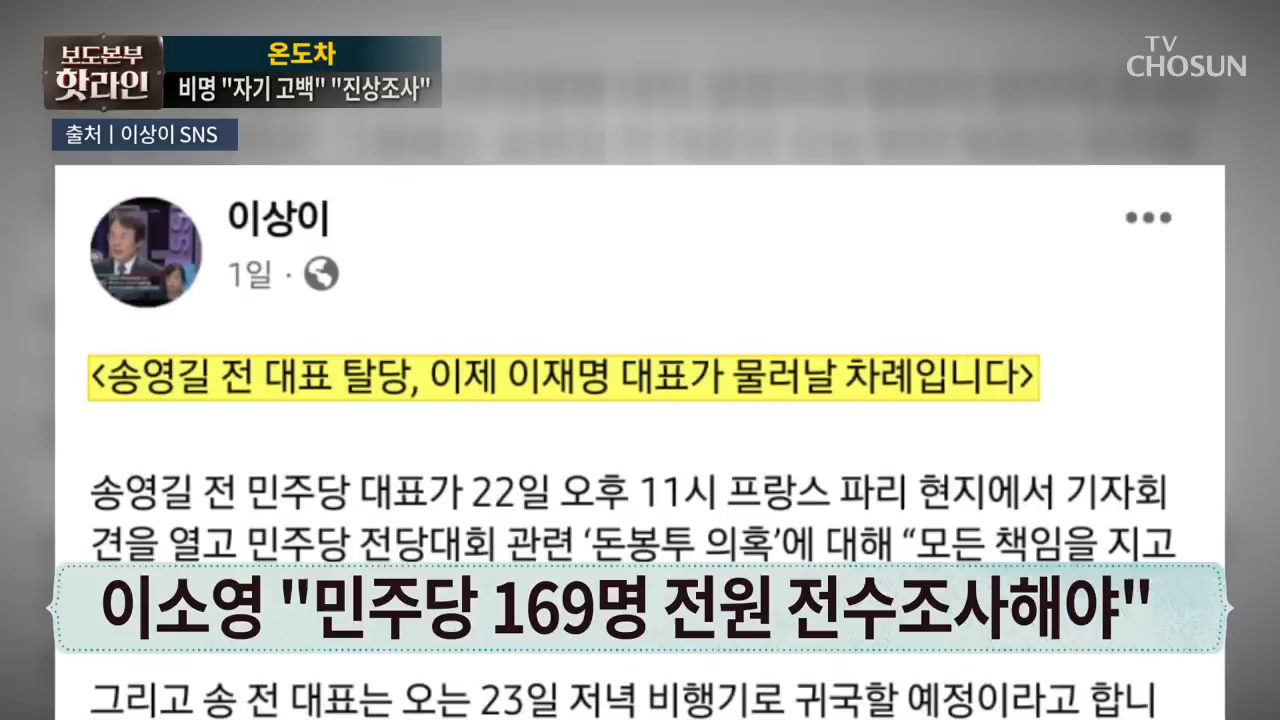 보도본부
핫라인
온도차
비명 "자기 고백" "진상조사"
TV
CHOSUN
출처 | 이상이 SNS
이상이
1일 ·
<송영길 전 대표 탈당, 이제 이재명 대표가 물러날 차례입니다>
송영길 전 민주당 대표가 22일 오후 11시 프랑스 파리 현지에서 기자회
견을 열고 민주당 전당대회 관련 ‘돈봉투 의혹’에 대해 “모든 책임을 지고
이소영 "민주당 169명 전원 전수조사해야"
그리고 송 전 대표는 오는 23일 저녁 비행기로 귀국할 예정이라고 합니